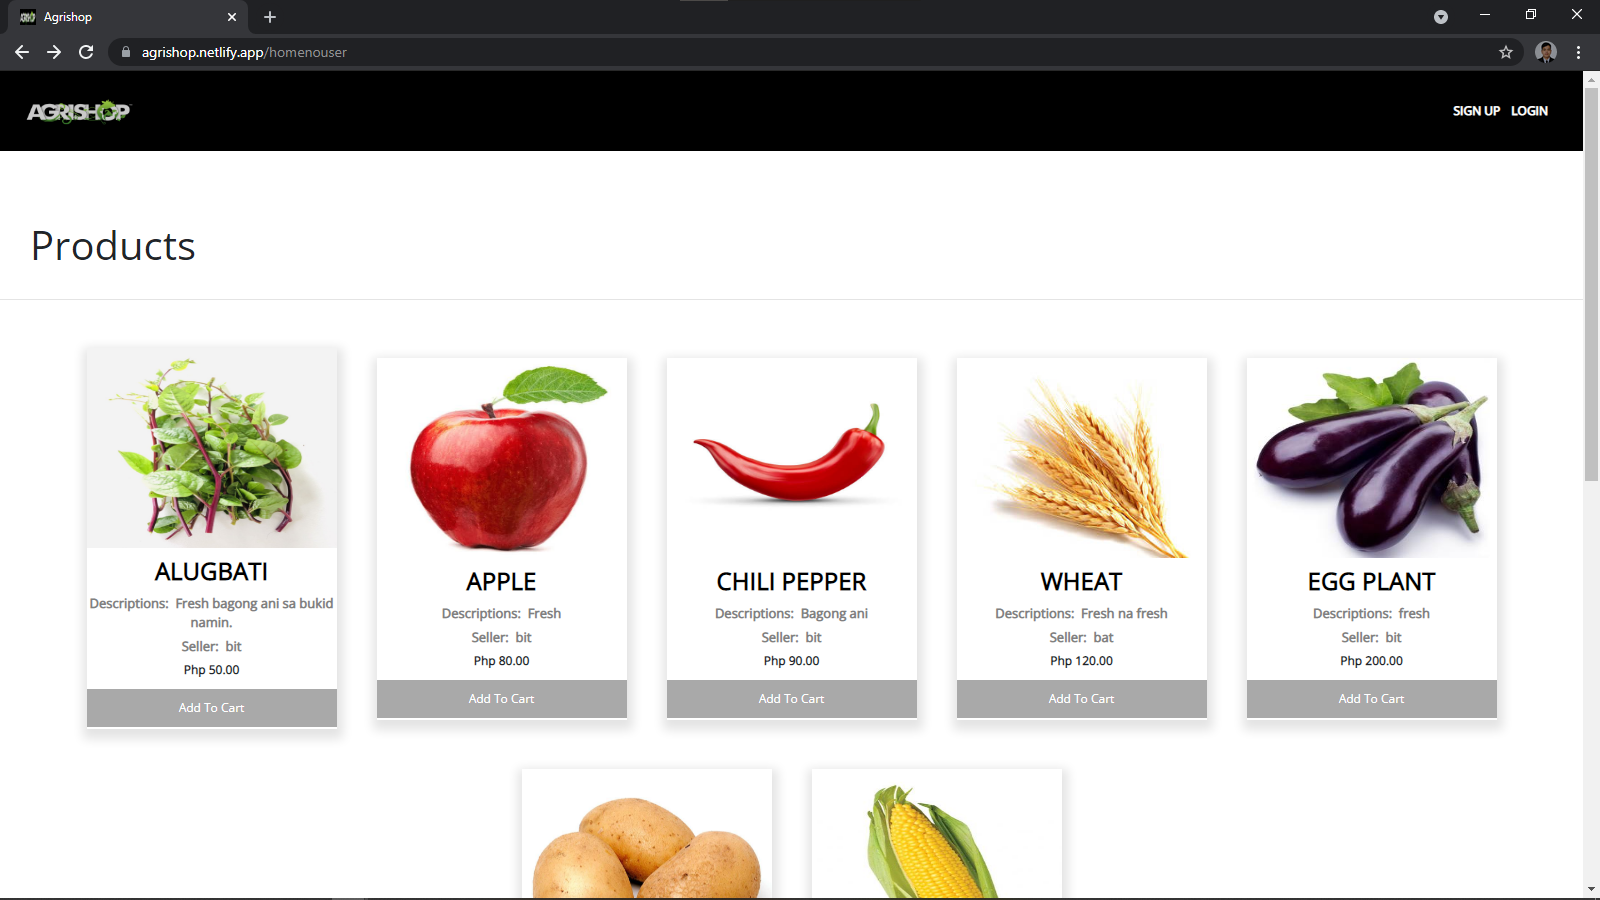 Agrishop
agrishop.netlify.app/homenouser
AGRISHOP
SIGN UP LOGIN
Products
ALUGBATI
Descriptions: Fresh bagong ani sa bukid
namin.
Seller: bit
Php 50.00
Add To Cart
APPLE
Descriptions: Fresh
Seller: bit
Php 80.00
Add To Cart
CHILI PEPPER
Descriptions: Bagong ani
Seller: bit
Php 90.00
Add To Cart
WHEAT
Descriptions: Fresh na fresh
Seller: bat
Php 120.00
Add To Cart
EGG PLANT
Descriptions: fresh
Seller: bit
Php 200.00
Add To Cart